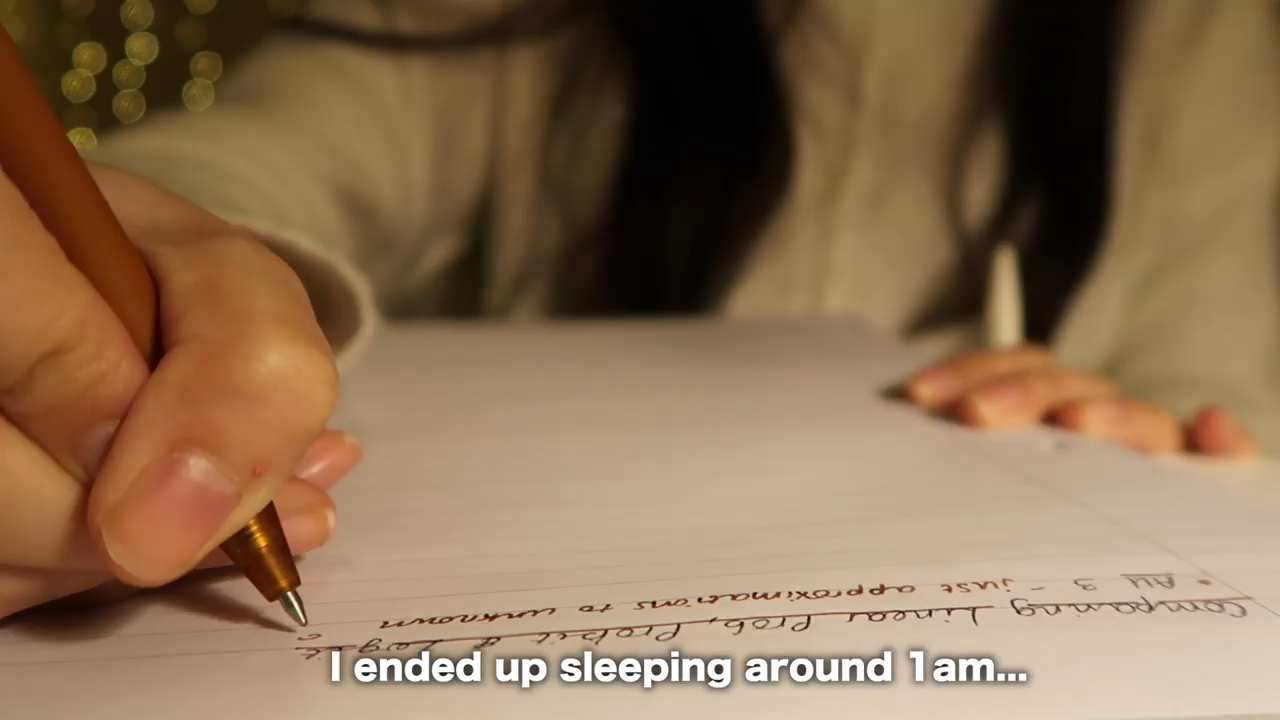 Comparing Linear Prob, Probit & Logit
• All 3 - just approximations to unknown
I ended up sleeping around 1am...